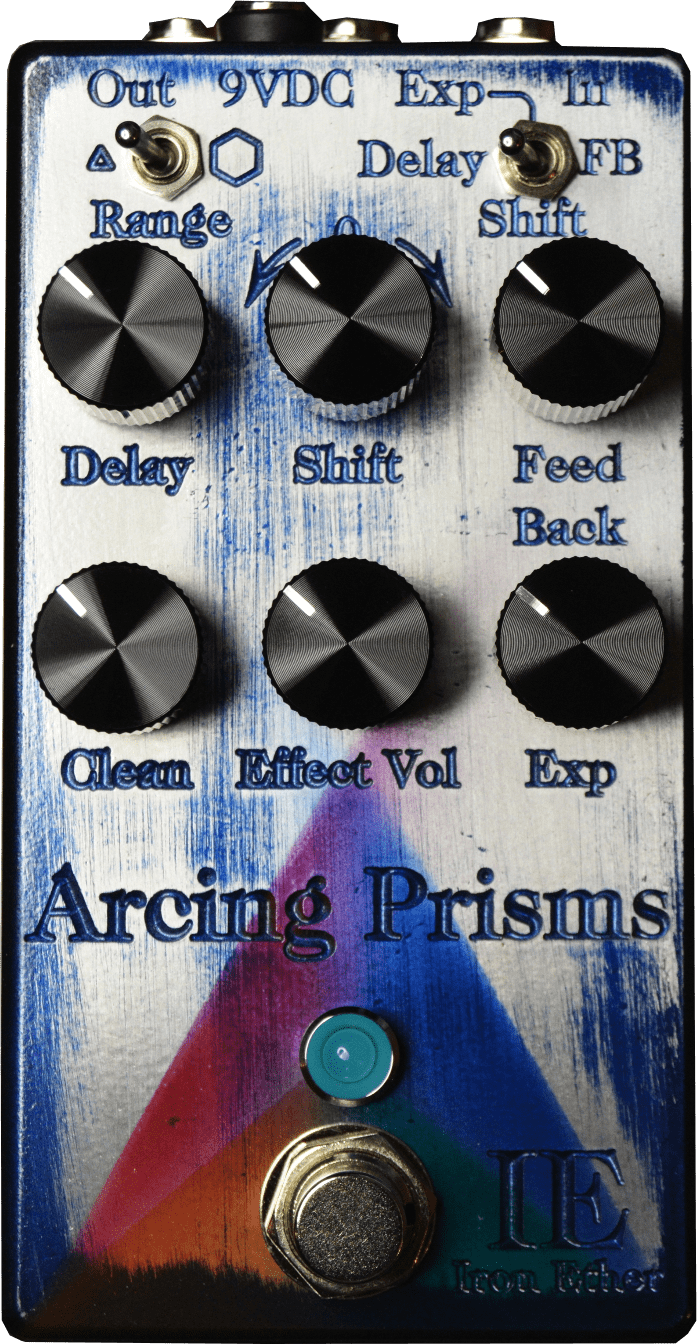 Out 9VDC Exp In
Delay FB
Range Shift
0
Delay Shift Feed
Back
Clean Effect Vol Exp
Arcing Prisms
IE
Iron Ether